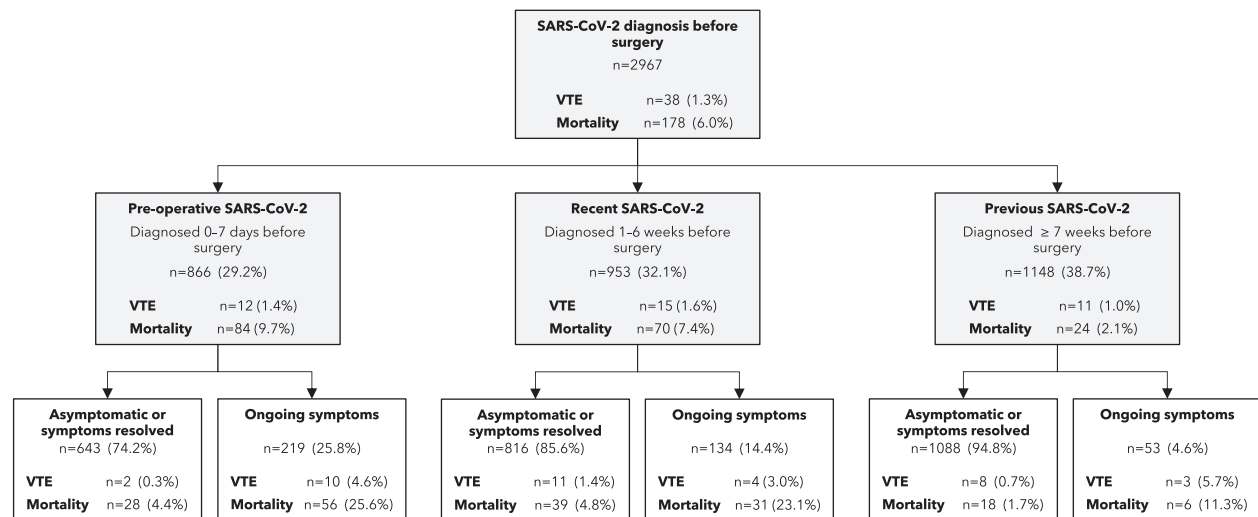 SARS-CoV-2 diagnosis before
surgery
n=2967
VTE n=38 (1.3%)
Mortality n=178 (6.0%)
Pre-operative SARS-CoV-2
Diagnosed 0–7 days before
surgery
n=866 (29.2%)
VTE n=12 (1.4%)
Mortality n=84 (9.7%)
Recent SARS-CoV-2
Diagnosed 1–6 weeks before
surgery
n=953 (32.1%)
VTE n=15 (1.6%)
Mortality n=70 (7.4%)
Previous SARS-CoV-2
Diagnosed ≥ 7 weeks before
surgery
n=1148 (38.7%)
VTE n=11 (1.0%)
Mortality n=24 (2.1%)
Asymptomatic or
symptoms resolved
n=643 (74.2%)
VTE n=2 (0.3%)
Mortality n=28 (4.4%)
Ongoing symptoms
n=219 (25.8%)
VTE n=10 (4.6%)
Mortality n=56 (25.6%)
Asymptomatic or
symptoms resolved
n=816 (85.6%)
VTE n=11 (1.4%)
Mortality n=39 (4.8%)
Ongoing symptoms
n=134 (14.4%)
VTE n=4 (3.0%)
Mortality n=31 (23.1%)
Asymptomatic or
symptoms resolved
n=1088 (94.8%)
VTE n=8 (0.7%)
Mortality n=18 (1.7%)
Ongoing symptoms
n=53 (4.6%)
VTE n=3 (5.7%)
Mortality n=6 (11.3%)